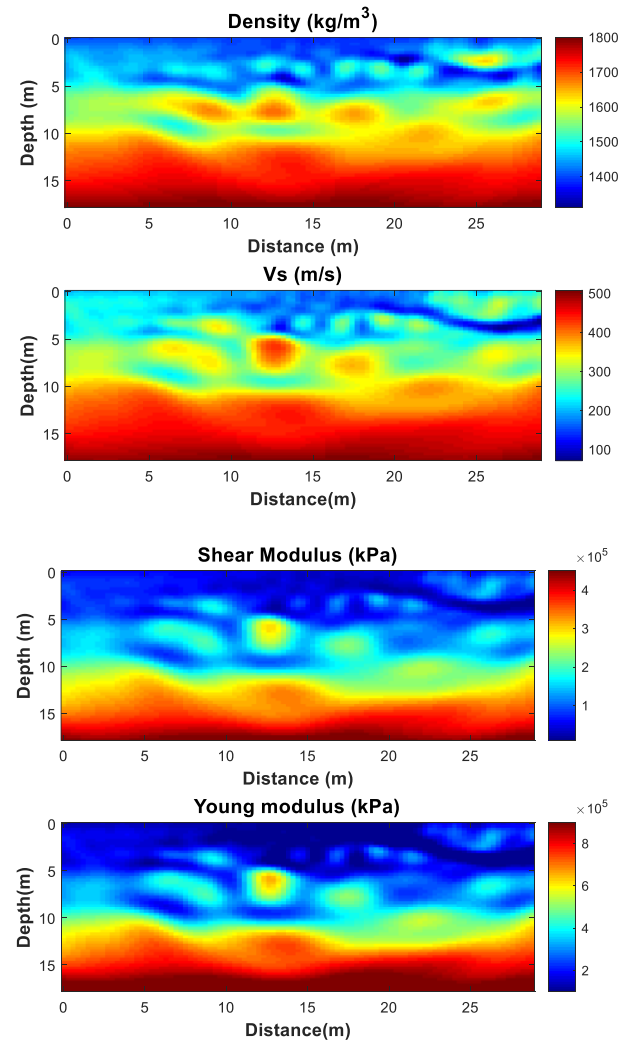 Density (kg/m³)
Depth (m)
0
5
10
15
0 5 10 15 20 25
Distance (m)
1800
1700
1600
1500
1400
Vs (m/s)
Depth(m)
0
5
10
15
0 5 10 15 20 25
Distance(m)
500
400
300
200
100
Shear Modulus (kPa)
Depth (m)
0
5
10
15
0 5 10 15 20 25
Distance (m)
×10⁵
4
3
2
1
Young modulus (kPa)
Depth(m)
0
5
10
15
0 5 10 15 20 25
Distance(m)
×10⁵
8
6
4
2